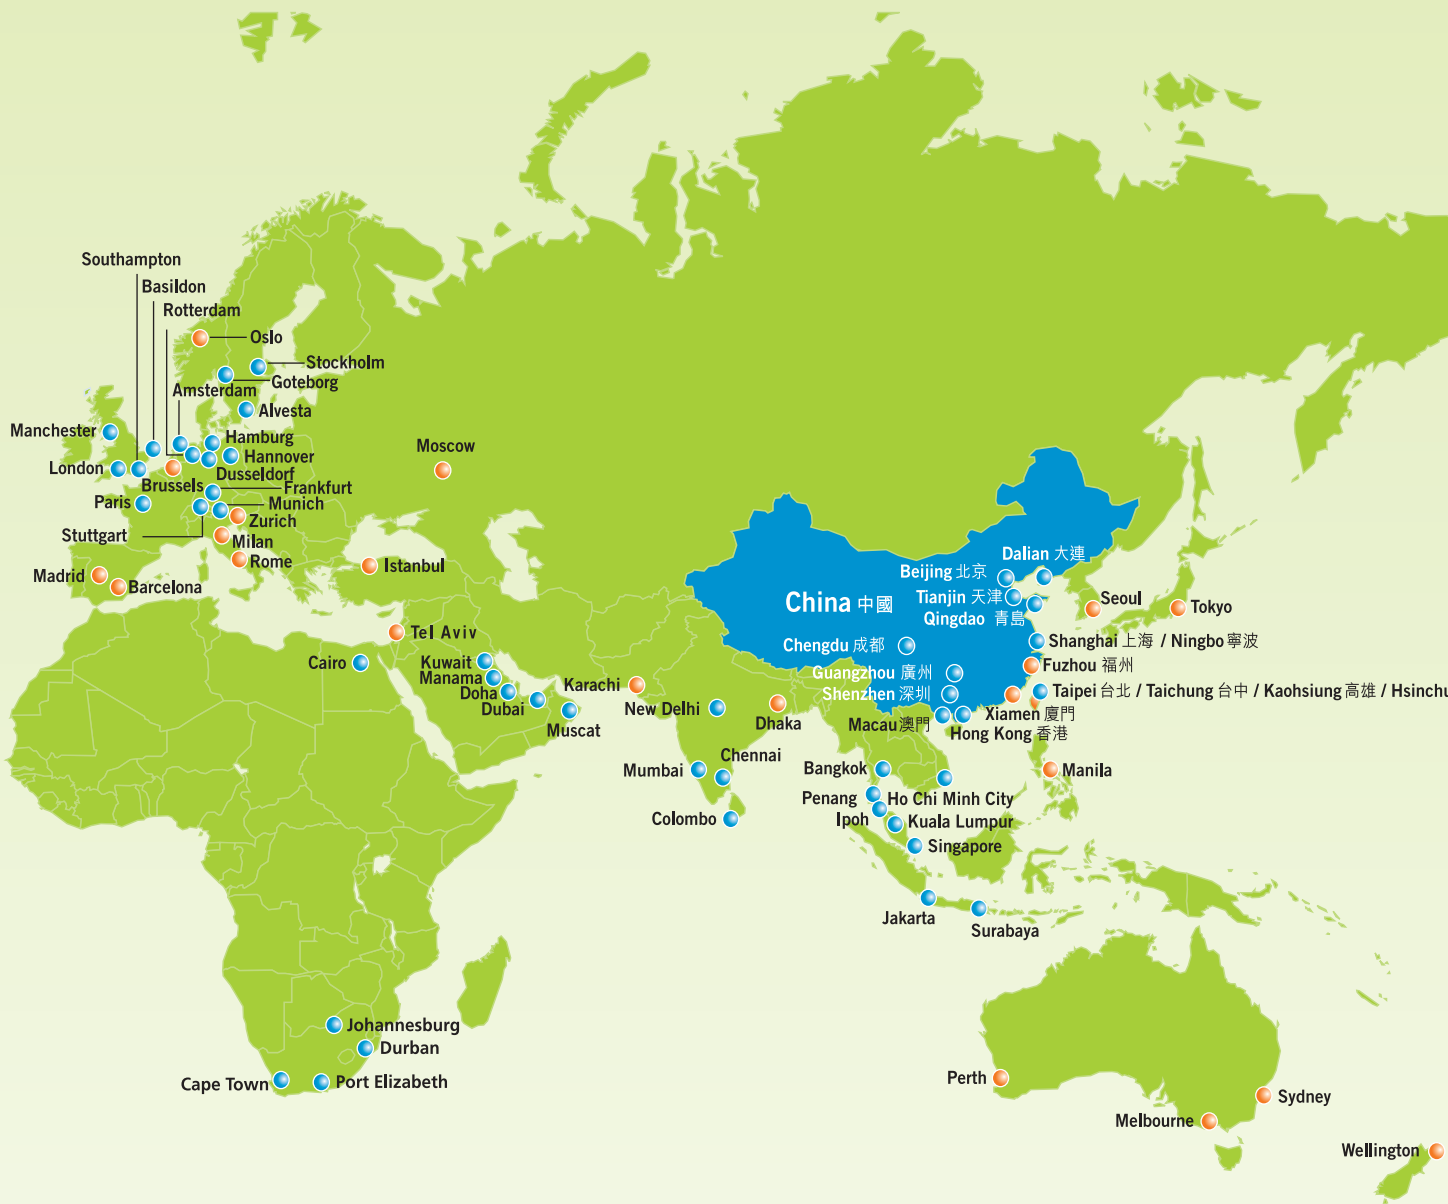 Southampton
Basildon
Rotterdam
Oslo
Stockholm
Goteborg
Amsterdam
Alvesta
Manchester
Hamburg
Hannover
London
Dusseldorf
Brussels
Frankfurt
Paris
Munich
Zurich
Stuttgart
Milan
Rome
Madrid
Barcelona
Moscow
Istanbul
Tel Aviv
Cairo
Kuwait
Manama
Doha
Dubai
Muscat
Karachi
New Delhi
Dhaka
Mumbai
Chennai
Colombo
China 中國
Dalian 大連
Beijing 北京
Tianjin 天津
Qingdao 青島
Seoul
Tokyo
Chengdu 成都
Shanghai 上海 / Ningbo 寧波
Guangzhou 廣州
Fuzhou 福州
Shenzhen 深圳
Taipei 台北 / Taichung 台中 / Kaohsiung 高雄 / Hsinchu
Macau 澳門
Xiamen 廈門
Hong Kong 香港
Bangkok
Manila
Penang
Ho Chi Minh City
Ipoh
Kuala Lumpur
Singapore
Jakarta
Surabaya
Johannesburg
Durban
Cape Town
Port Elizabeth
Perth
Sydney
Melbourne
Wellington